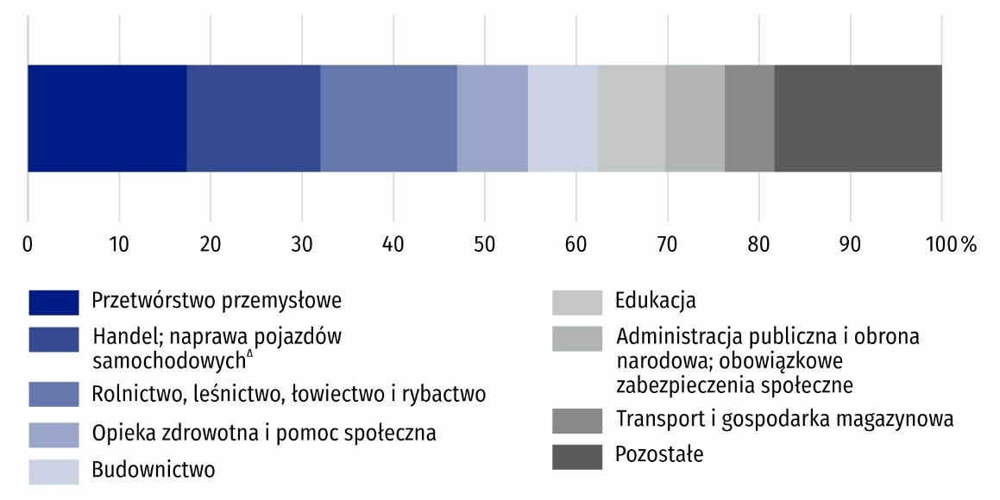 0 10 20 30 40 50 60 70 80 90 100 %
Przetwórstwo przemysłowe
Handel; naprawa pojazdów
samochodowych^Δ
Rolnictwo, leśnictwo, łowiectwo i rybactwo
Opieka zdrowotna i pomoc społeczna
Budownictwo
Edukacja
Administracja publiczna i obrona
narodowa; obowiązkowe
zabezpieczenia społeczne
Transport i gospodarka magazynowa
Pozostałe